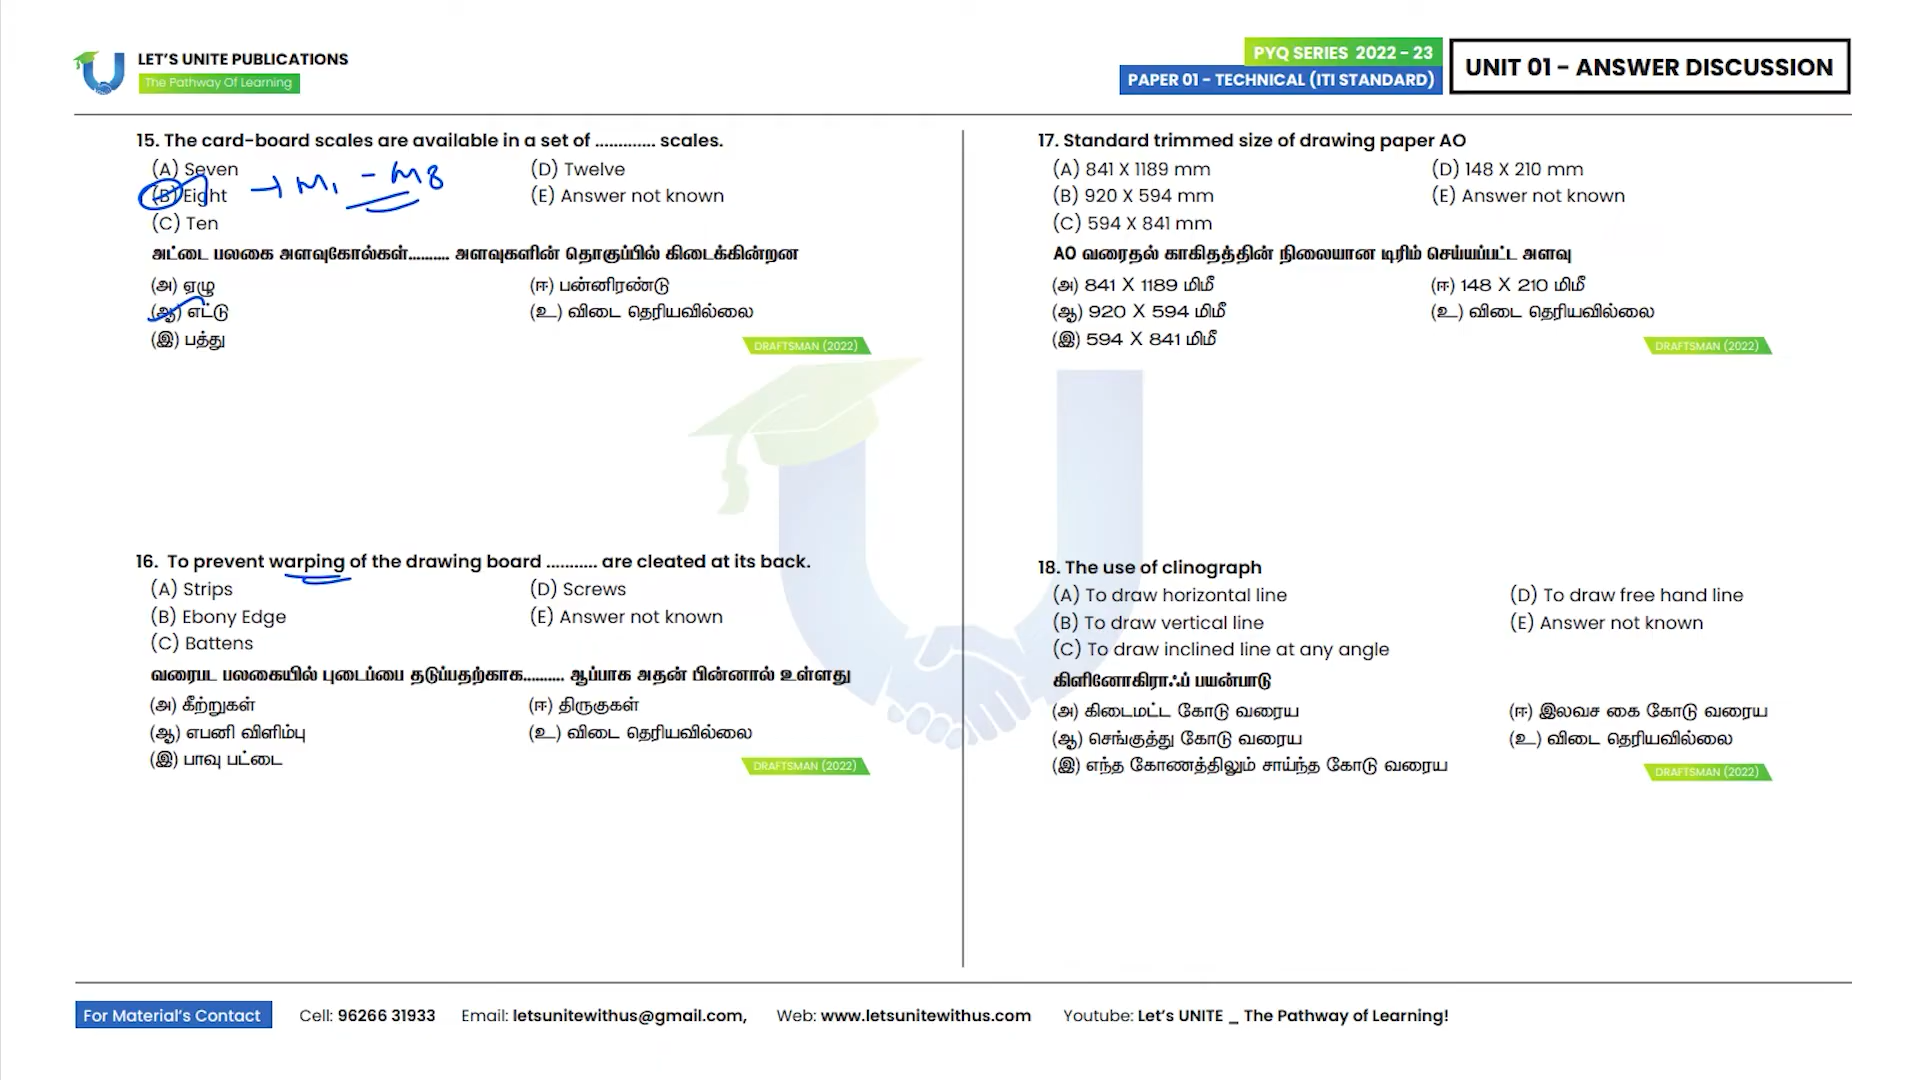 LET'S UNITE PUBLICATIONS
The Pathway Of Learning
PYQ SERIES 2022 - 23
PAPER 01 - TECHNICAL (ITI STANDARD)
UNIT 01 - ANSWER DISCUSSION
15. The card-board scales are available in a set of ............. scales.
(A) Seven
(D) Twelve
(B) Eight → M1 - M8
(E) Answer not known
(C) Ten
அட்டை பலகை அளவுகோல்கள்.......... அளவுகளின் தொகுப்பில் கிடைக்கின்றன
(அ) ஏழு
(ஈ) பன்னிரண்டு
(ஆ) எட்டு
(உ) விடை தெரியவில்லை
(இ) பத்து
DRAFTSMAN (2022)
16. To prevent warping of the drawing board ........... are cleated at its back.
(A) Strips
(D) Screws
(B) Ebony Edge
(E) Answer not known
(C) Battens
வரைபட பலகையில் புடைப்பை தடுப்பதற்காக.......... ஆப்பாக அதன் பின்னால் உள்ளது
(அ) கீற்றுகள்
(ஈ) திருகுகள்
(ஆ) எபனி விளிம்பு
(உ) விடை தெரியவில்லை
(இ) பாவு பட்டை
DRAFTSMAN (2022)
17. Standard trimmed size of drawing paper AO
(A) 841 X 1189 mm
(D) 148 X 210 mm
(B) 920 X 594 mm
(E) Answer not known
(C) 594 X 841 mm
A0 வரைதல் காகிதத்தின் நிலையான டிரிம் செய்யப்பட்ட அளவு
(அ) 841 X 1189 மிமீ
(ஈ) 148 X 210 மிமீ
(ஆ) 920 X 594 மிமீ
(உ) விடை தெரியவில்லை
(இ) 594 X 841 மிமீ
DRAFTSMAN (2022)
18. The use of clinograph
(A) To draw horizontal line
(D) To draw free hand line
(B) To draw vertical line
(E) Answer not known
(C) To draw inclined line at any angle
கிளினோகிராஃப் பயன்பாடு
(அ) கிடைமட்ட கோடு வரைய
(ஈ) இலவச கை கோடு வரைய
(ஆ) செங்குத்து கோடு வரைய
(உ) விடை தெரியவில்லை
(இ) எந்த கோணத்திலும் சாய்ந்த கோடு வரைய
DRAFTSMAN (2022)
For Material's Contact
Cell: 96266 31933 Email: letsunitewithus@gmail.com, Web: www.letsunitewithus.com Youtube: Let's UNITE _ The Pathway of Learning!